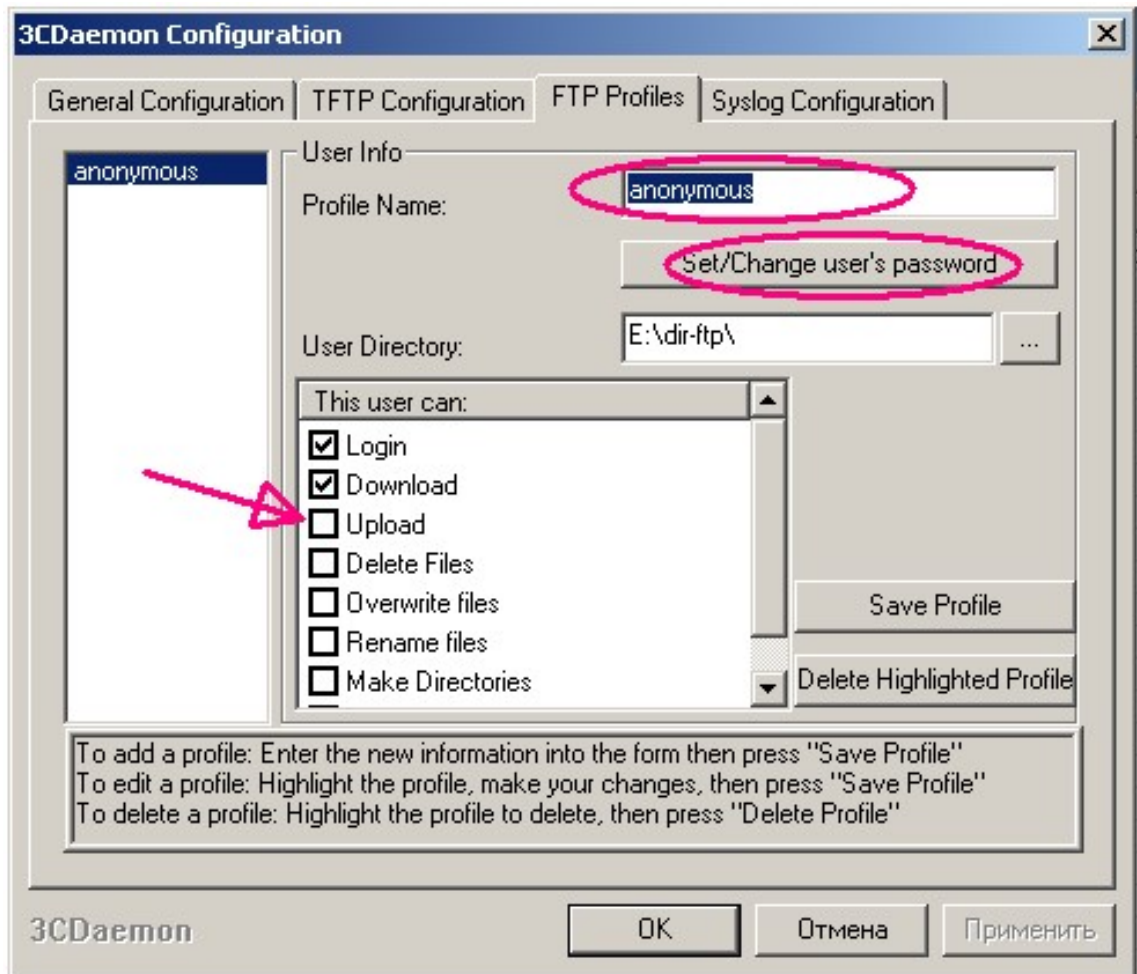 3CDaemon Configuration
General Configuration
TFTP Configuration
FTP Profiles
Syslog Configuration
anonymous
User Info
Profile Name:
anonymous
Set/Change user's password
User Directory:
E:\dir-ftp\
...
This user can:
Login
Download
Upload
Delete Files
Overwrite files
Rename files
Make Directories
Save Profile
Delete Highlighted Profile
To add a profile: Enter the new information into the form then press "Save Profile"
To edit a profile: Highlight the profile, make your changes, then press "Save Profile"
To delete a profile: Highlight the profile to delete, then press "Delete Profile"
3CDaemon
OK
Отмена
Применить